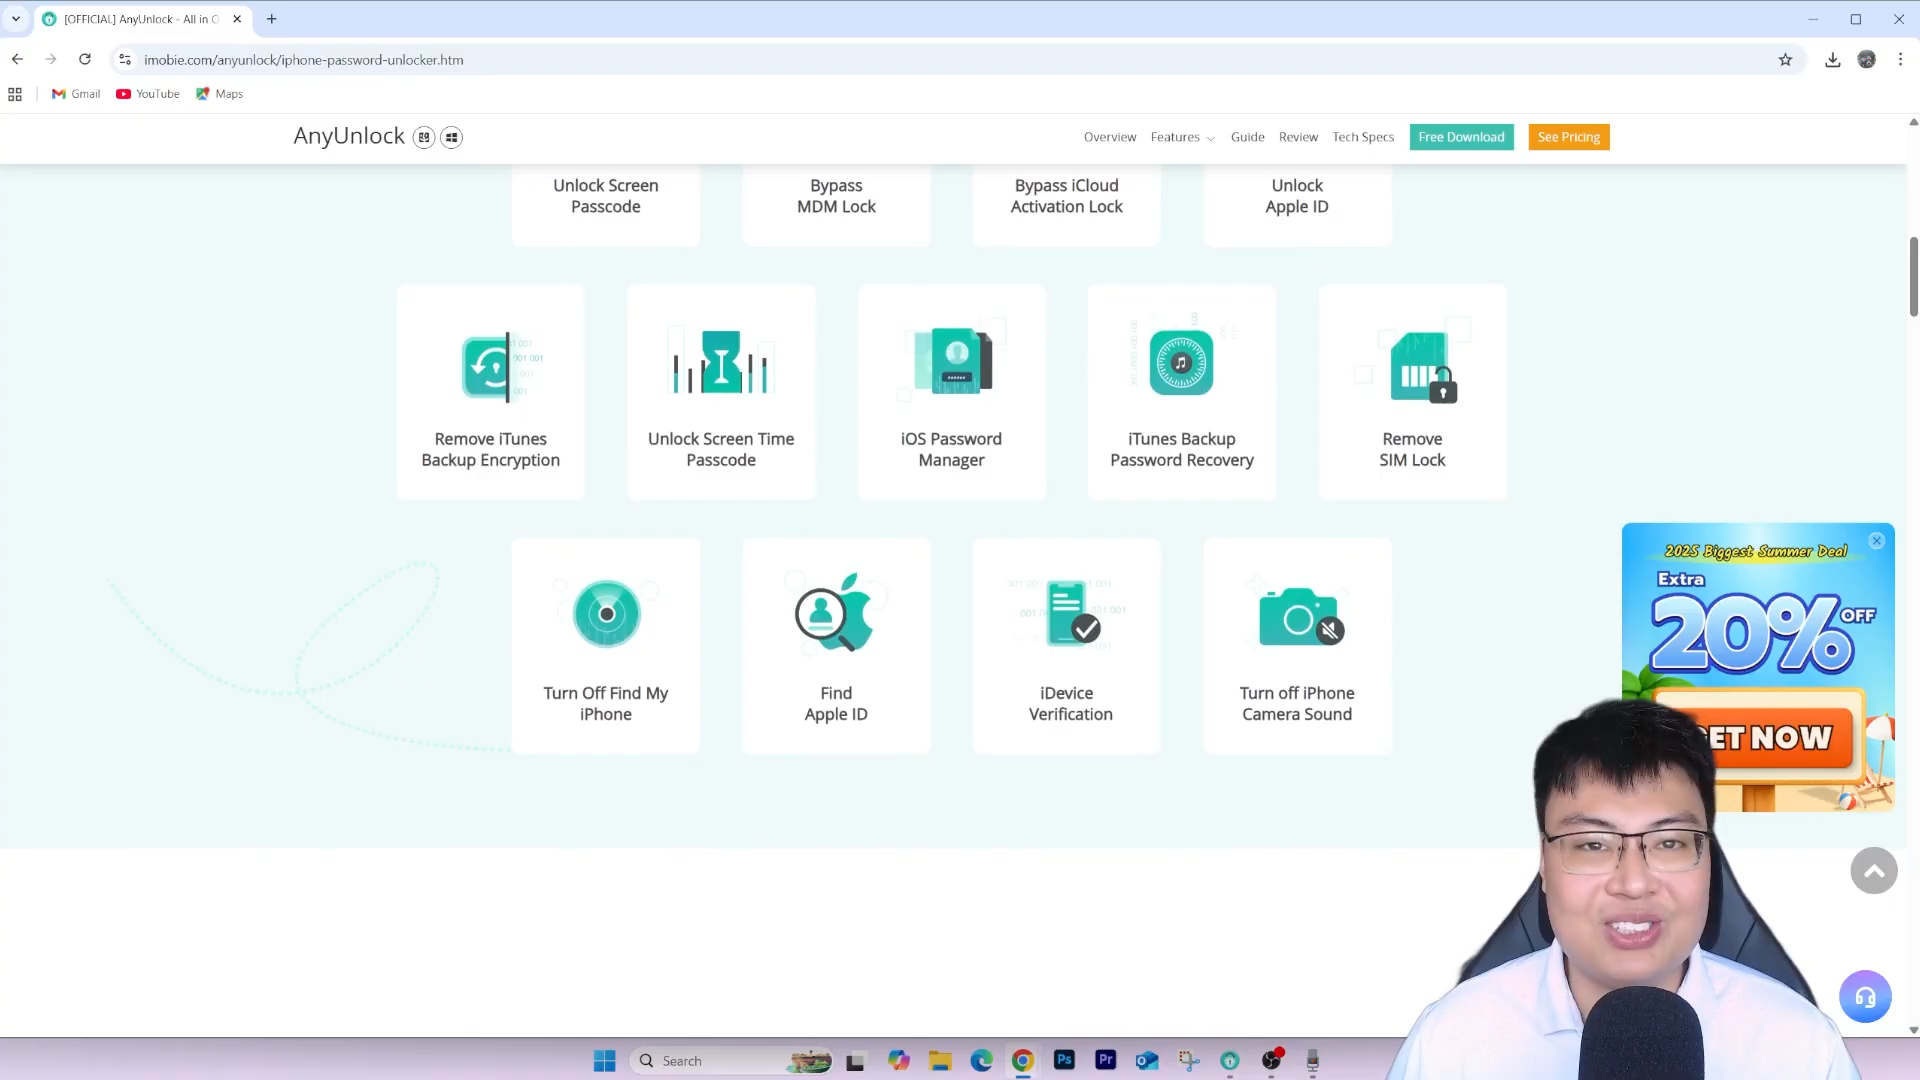 [OFFICIAL] AnyUnlock - All in O
imobie.com/anyunlock/iphone-password-unlocker.htm
Gmail
YouTube
Maps
AnyUnlock
Overview
Features
Guide
Review
Tech Specs
Free Download
See Pricing
Unlock Screen
Passcode
Bypass
MDM Lock
Bypass iCloud
Activation Lock
Unlock
Apple ID
Remove iTunes
Backup Encryption
Unlock Screen Time
Passcode
iOS Password
Manager
iTunes Backup
Password Recovery
Remove
SIM Lock
Turn Off Find My
iPhone
Find
Apple ID
iDevice
Verification
Turn off iPhone
Camera Sound
2025 Biggest Summer Deal
Extra
20% OFF
ET NOW
Search
Ps
Pr